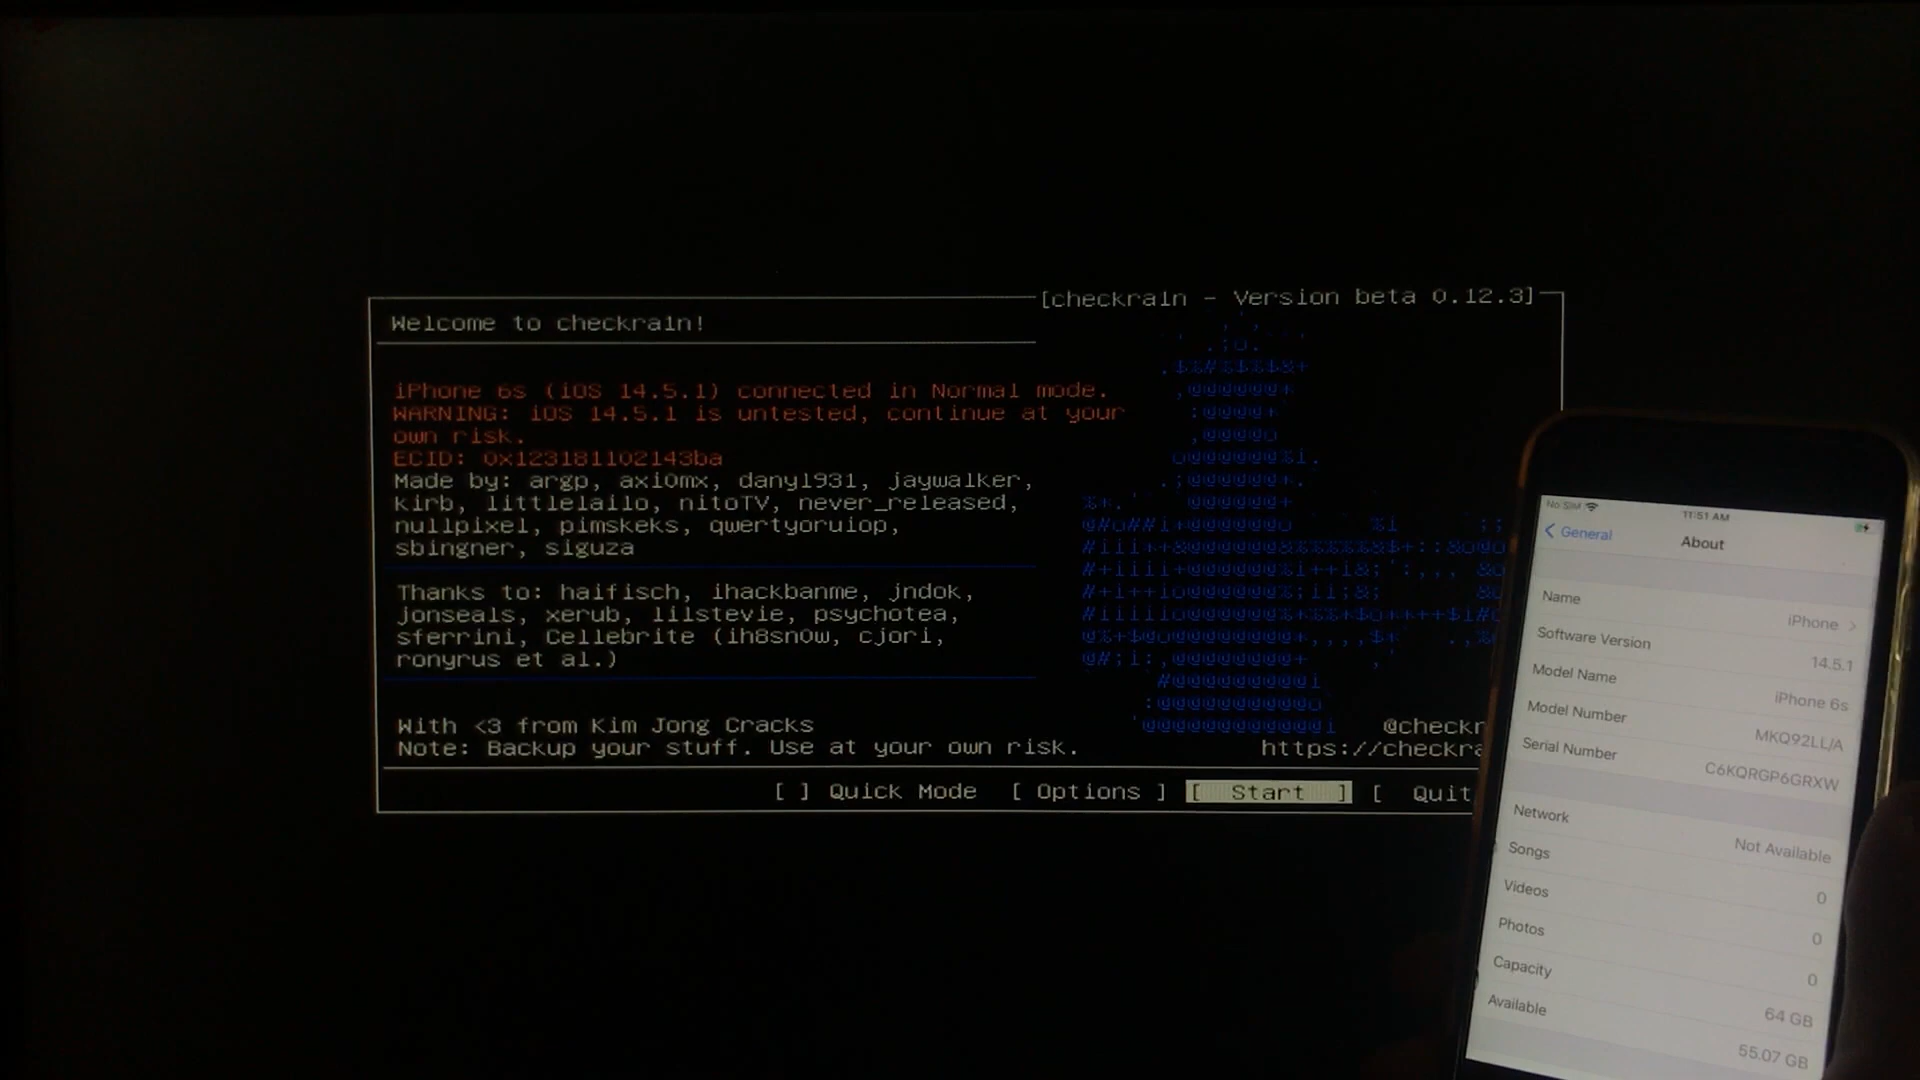 [checkra1n - Version beta 0.12.3]
Welcome to checkra1n!
iPhone 6s (iOS 14.5.1) connected in Normal mode.
WARNING: iOS 14.5.1 is untested, continue at your
own risk.
ECID: 0x123181102143ba
Made by: argp, axi0mx, danyl931, jaywalker,
kirb, littlelailo, nitoTV, never_released,
nullpixel, pimskeks, qwertyoruiop,
sbingner, siguza
Thanks to: haifisch, ihackbanme, jndok,
jonseals, xerub, lilstevie, psychotea,
sferrini, Cellebrite (ih8sn0w, cjori,
ronyrus et al.)
With <3 from Kim Jong Cracks
@checkr
Note: Backup your stuff. Use at your own risk.
https://checkra
[ ] Quick Mode [ Options ] [ Start ] [ Quit
No SIM
11:51 AM
General
About
Name
iPhone
Software Version
14.5.1
Model Name
iPhone 6s
Model Number
MKQ92LL/A
Serial Number
C6KQRGP6GRXW
Network
Not Available
Songs
0
Videos
0
Photos
0
Capacity
64 GB
Available
55.07 GB